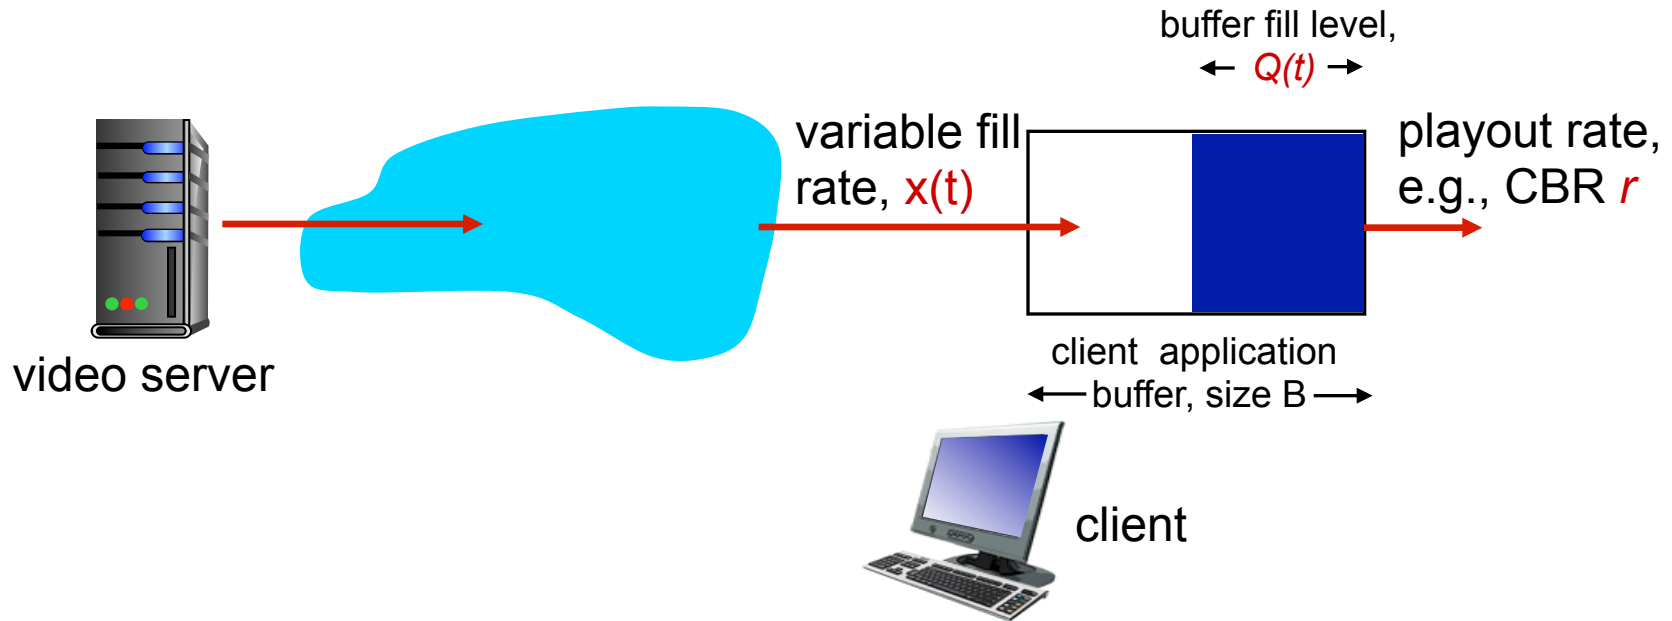 buffer fill level,
Q(t)
variable fill
rate, x(t)
playout rate,
e.g., CBR r
video server
client application
buffer, size B
client